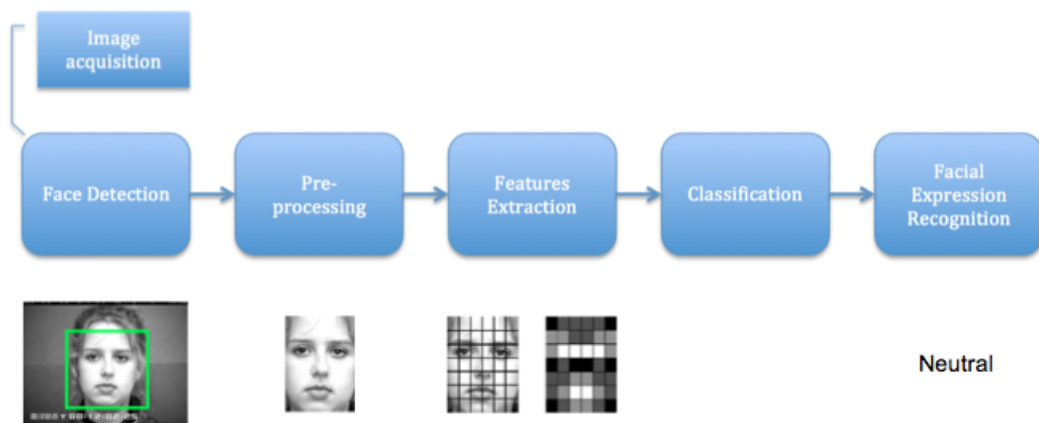 Image
acquisition
Face Detection
Pre-
processing
Features
Extraction
Classification
Facial
Expression
Recognition
Neutral